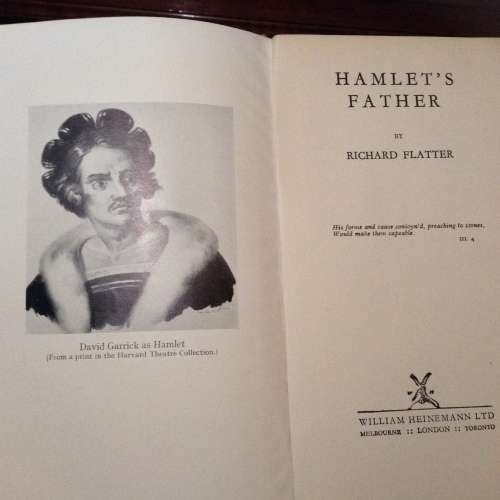 David Garrick as Hamlet
(From a print in the Harvard Theatre Collection.)
HAMLET'S
FATHER
BY
RICHARD FLATTER
His forme and cause conioyn'd, preaching to stones,
Would make them capeable.
III. 4
W H
WILLIAM HEINEMANN LTD
MELBOURNE :: LONDON :: TORONTO